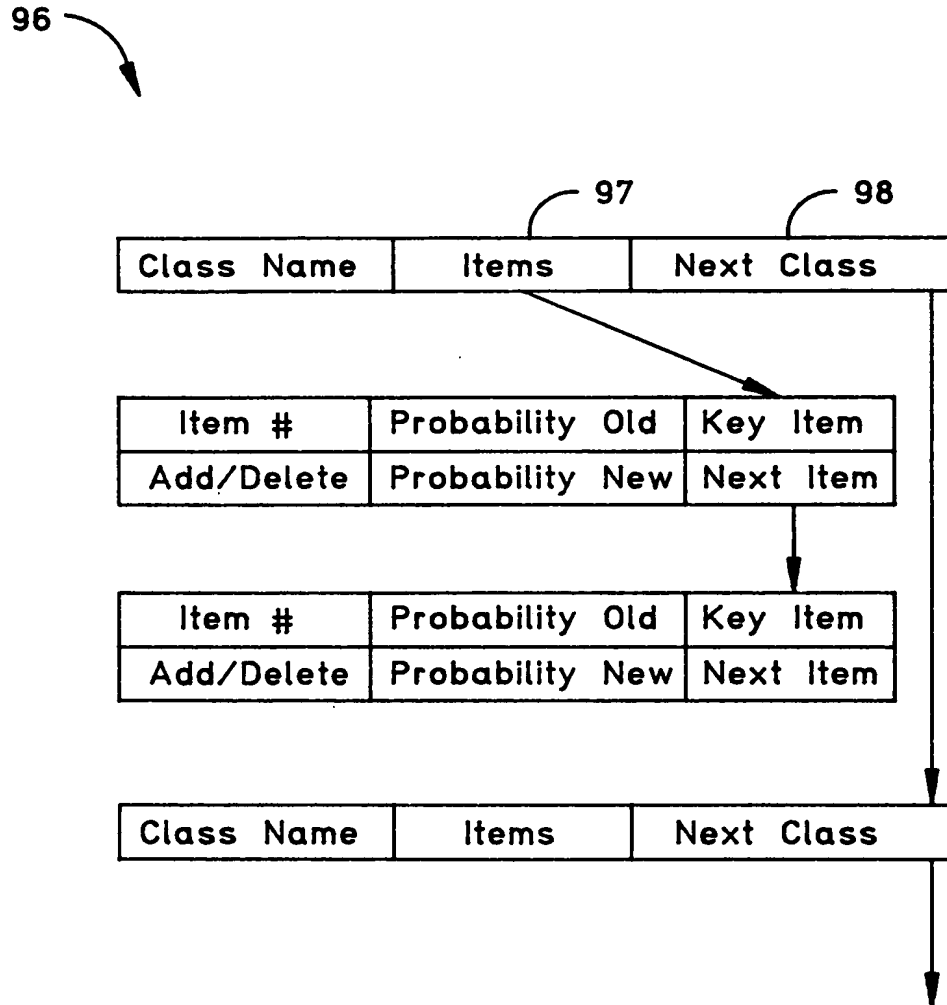 96
97
98
Class Name Items Next Class
Item # Probability Old Key Item
Add/Delete Probability New Next Item
Item # Probability Old Key Item
Add/Delete Probability New Next Item
Class Name Items Next Class